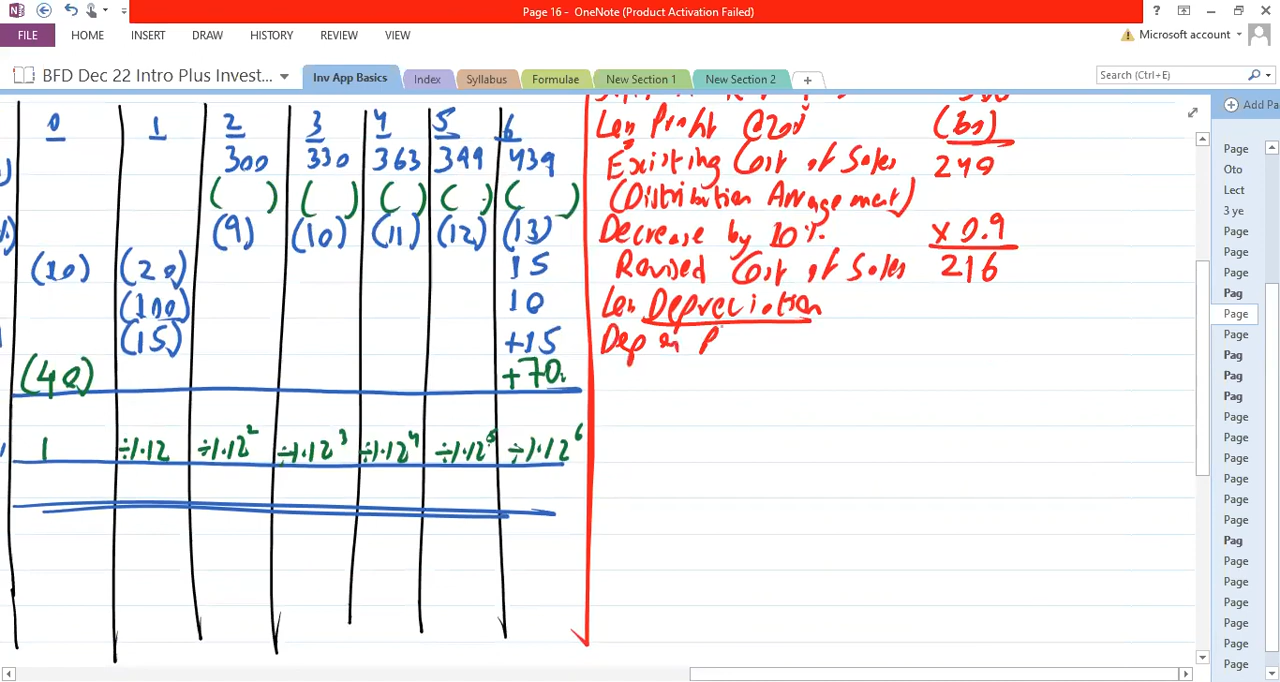 Page 16 - OneNote (Product Activation Failed)
FILE HOME INSERT DRAW HISTORY REVIEW VIEW Microsoft account
BFD Dec 22 Intro Plus Invest... Inv App Basics Index Syllabus Formulae New Section 1 New Section 2 Search (Ctrl+E)
Add Pa
0 1 2 3 4 5 6
300 330 363 399 439
( ) ( ) ( ) ( ) ( )
(9) (10) (11) (12) (13)
(10) (20) 15
(100) 10
(15) +15
(40) +70
1 ÷1.12 ÷1.12² ÷1.12³ ÷1.12⁴ ÷1.12⁵ ÷1.12⁶
Less Profit @20%
(60)
Existing Cost of Sales 240
(Distribution Arrangement)
Decrease by 10% x 0.9
Revised Cost of Sales 216
Less Depreciation
Dep on P
Page
Oto
Lect
3 ye
Page
Page
Page
Pag
Page
Page
Pag
Pag
Pag
Page
Page
Page
Page
Page
Page
Pag
Page
Page
Page
Page
Page
Page